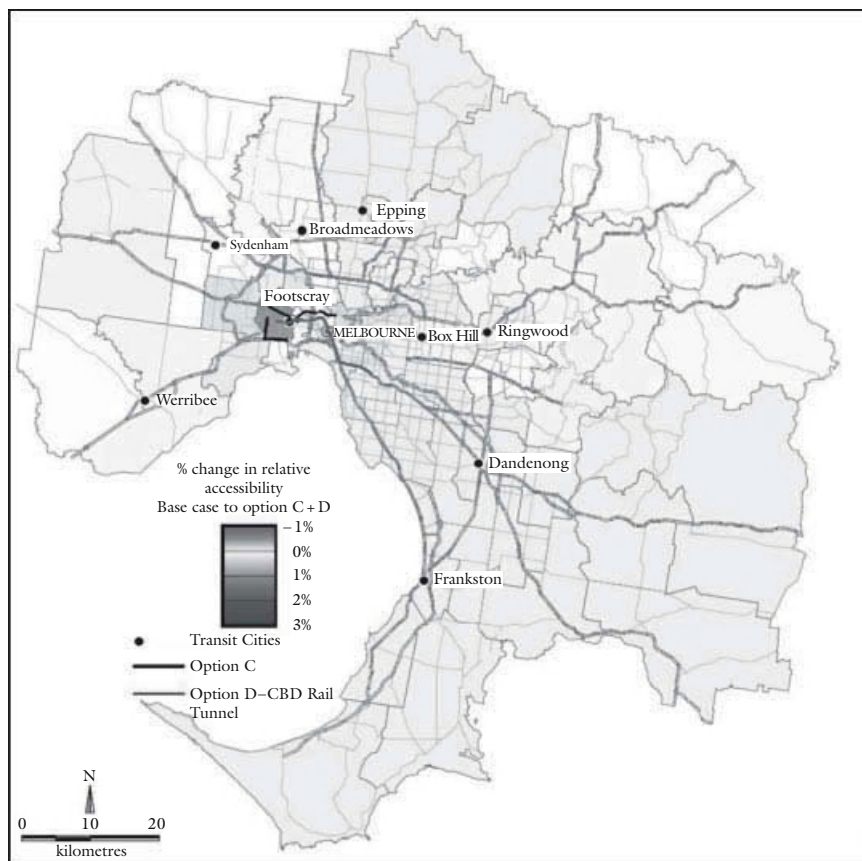 Epping
Broadmeadows
Sydenham
Footscray
MELBOURNE
Box Hill
Ringwood
Werribee
Dandenong
% change in relative
accessibility
Base case to option C + D
– 1%
0%
1%
2%
3%
Frankston
Transit Cities
Option C
Option D–CBD Rail
Tunnel
N
0 10 20
kilometres